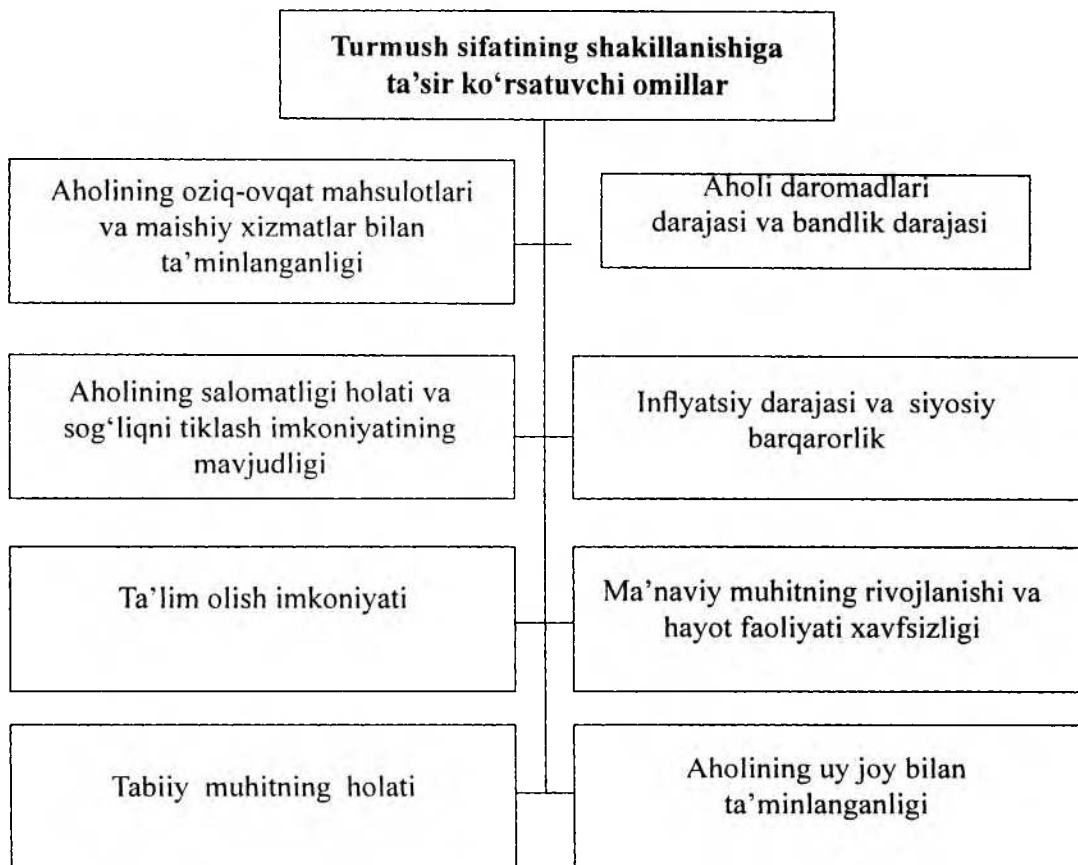 Turmush sifatining shakillanishiga
ta’sir ko‘rsatuvchi omillar
Aholining oziq-ovqat mahsulotlari
va maishiy xizmatlar bilan
ta’minlanganligi
Aholi daromadlari
darajasi va bandlik darajasi
Aholining salomatligi holati va
sog‘liqni tiklash imkoniyatining
mavjudligi
Inflyatsiy darajasi va siyosiy
barqarorlik
Ta’lim olish imkoniyati
Ma’naviy muhitning rivojlanishi va
hayot faoliyati xavfsizligi
Tabiiy muhitning holati
Aholining uy joy bilan
ta’minlanganligi